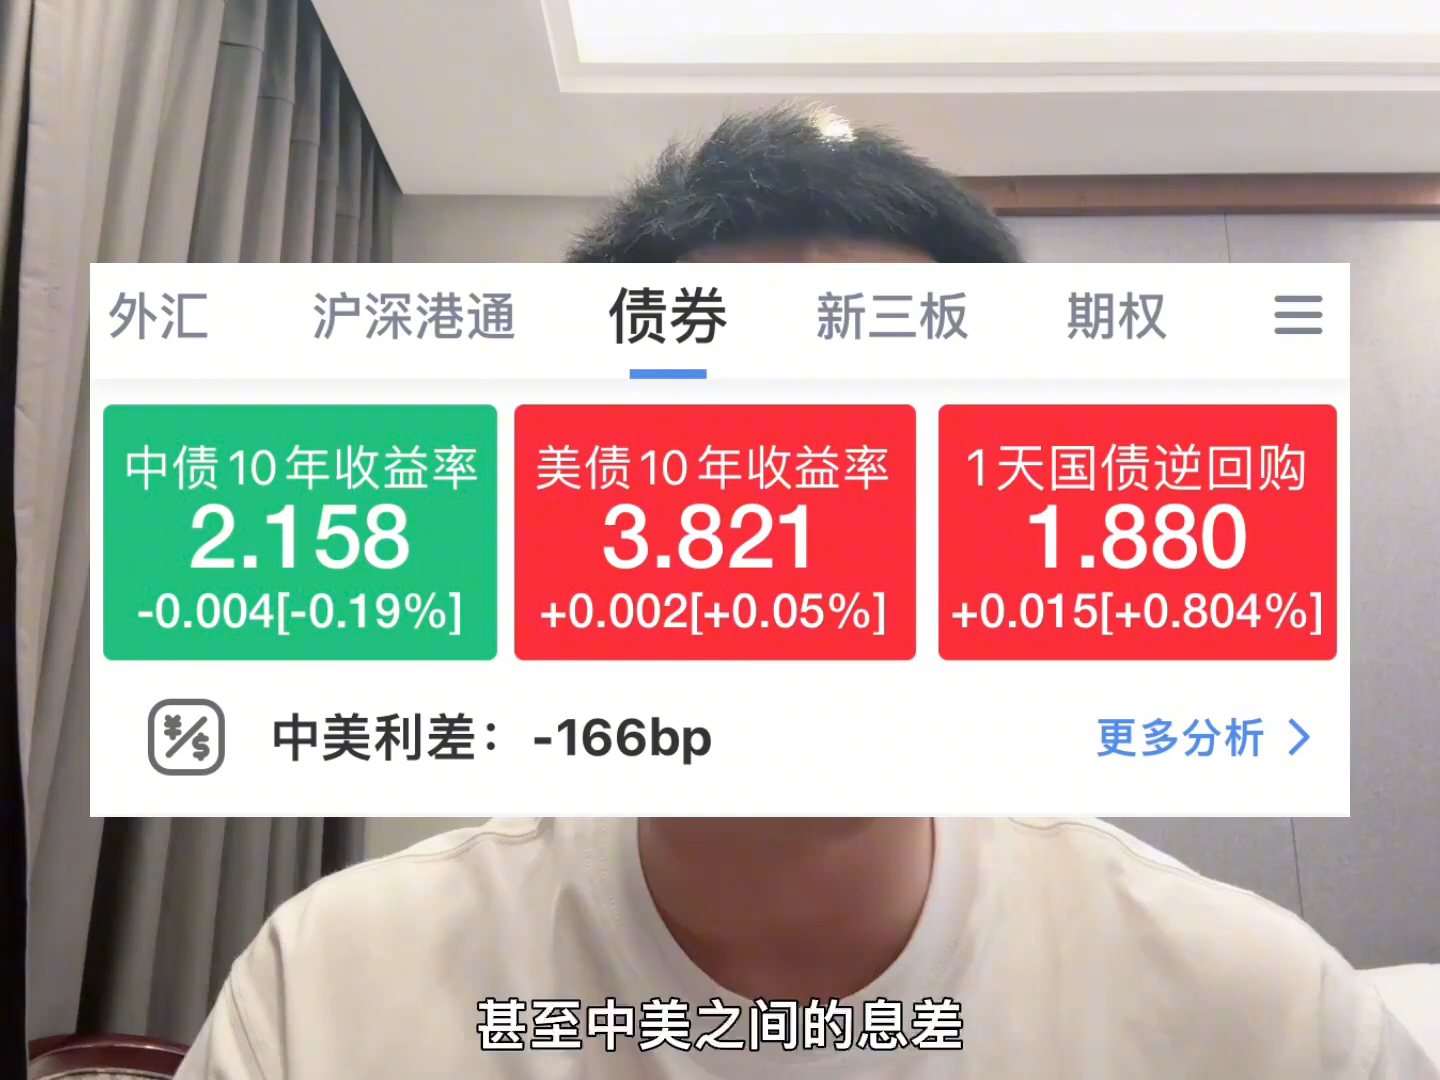 外汇 沪深港通 债券 新三板 期权
中债10年收益率 美债10年收益率 1天国债逆回购
2.158 3.821 1.880
-0.004[-0.19%] +0.002[+0.05%] +0.015[+0.804%]
¥ $ 中美利差：-166bp 更多分析
甚至中美之间的息差